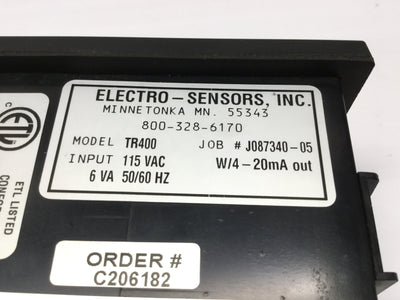 ELECTRO-SENSORS, INC.
MINNETONKA MN. 55343
800-328-6170
MODEL TR400 JOB # J087340-05
INPUT 115 VAC W/4-20mA out
6 VA 50/60 HZ
C
ETL
ETL LISTED
ORDER #
C206182